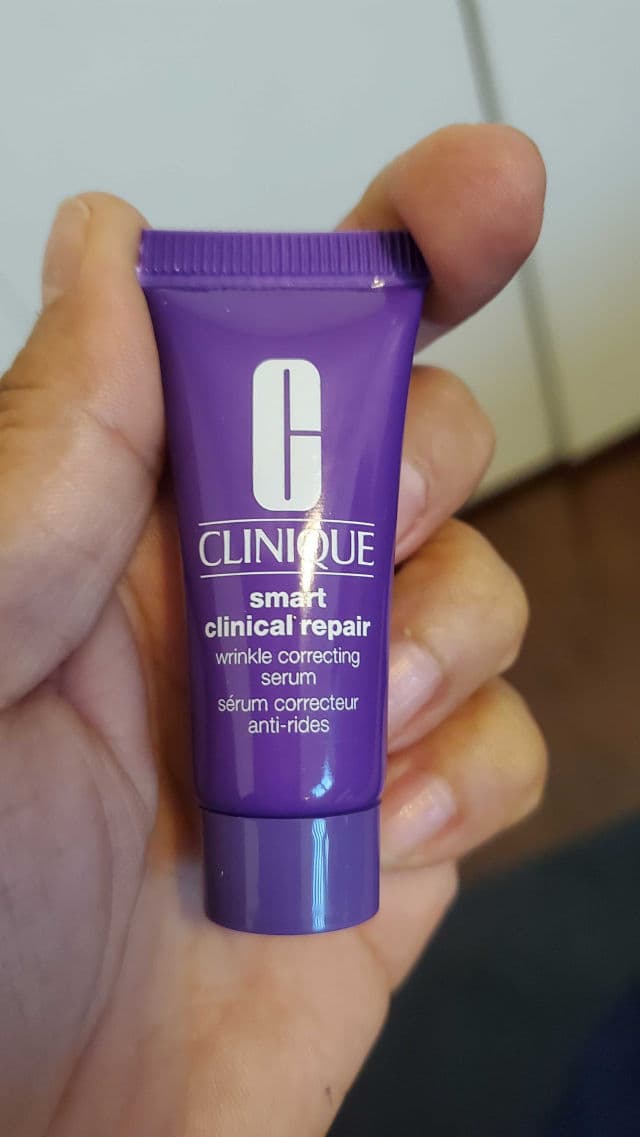 C
CLINIQUE
smart
clinical repair
wrinkle correcting
serum
sérum correcteur
anti-rides